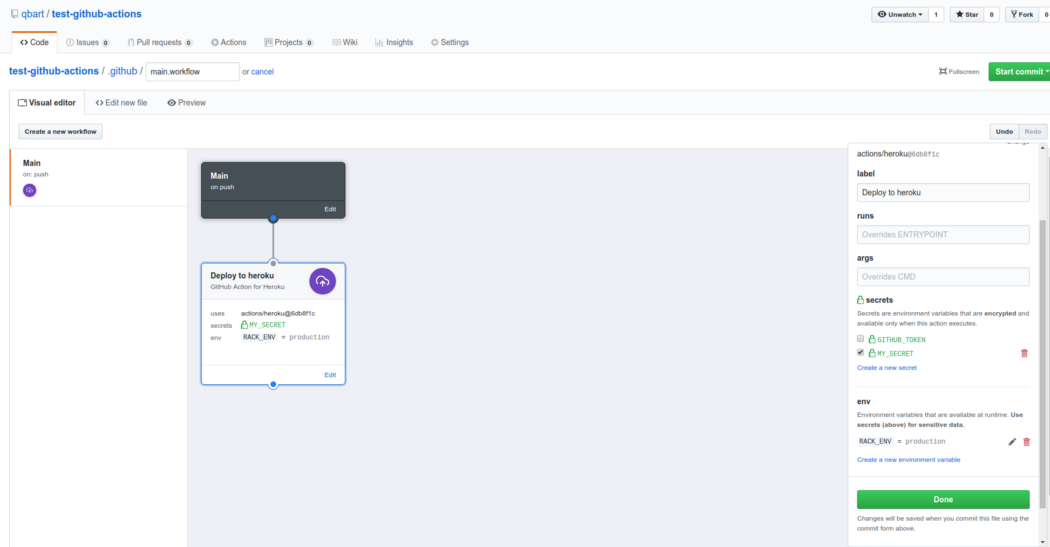 qbart / test-github-actions
Unwatch 1 Star 0 Fork 0
Code Issues 0 Pull requests 0 Actions Projects 0 Wiki Insights Settings
test-github-actions / .github / main.workflow or cancel
Fullscreen Start commit
Visual editor Edit new file Preview
Create a new workflow
Undo Redo
Main
on: push
Main
on push
Edit
Deploy to heroku
GitHub Action for Heroku
uses actions/heroku@6db8f1c
secrets MY_SECRET
env RACK_ENV = production
Edit
actions/heroku@6db8f1c
label
Deploy to heroku
runs
Overrides ENTRYPOINT
args
Overrides CMD
secrets
Secrets are environment variables that are encrypted and
available only when this action executes.
GITHUB_TOKEN
MY_SECRET
Create a new secret
env
Environment variables that are available at runtime. Use
secrets (above) for sensitive data.
RACK_ENV = production
Create a new environment variable
Done
Changes will be saved when you commit this file using the
commit form above.